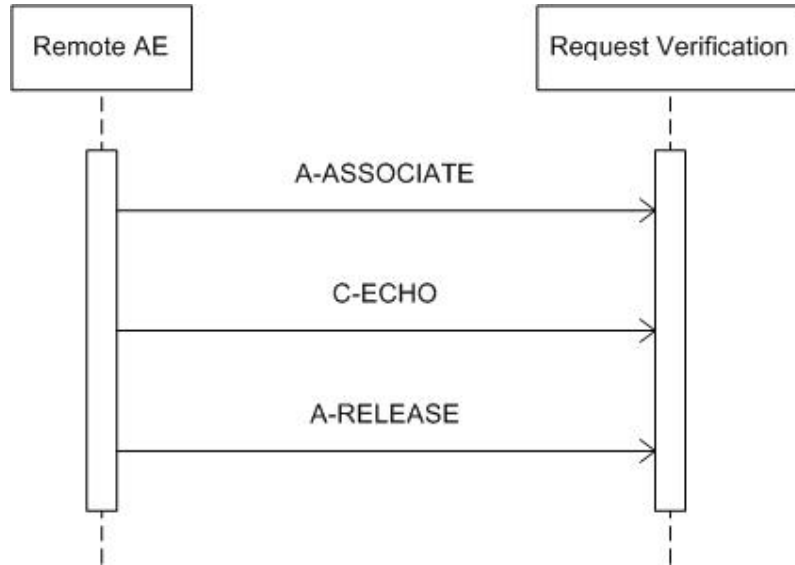 Remote AE
Request Verification
A-ASSOCIATE
C-ECHO
A-RELEASE